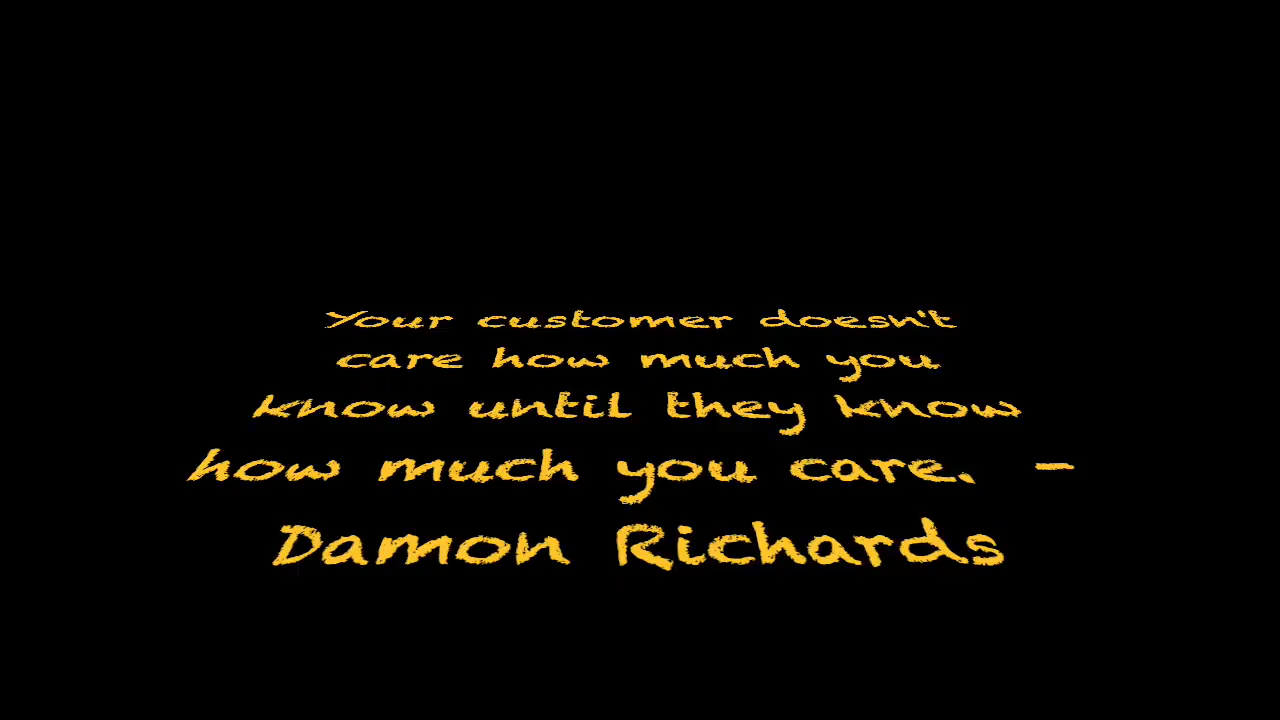 Your customer doesn't
care how much you
know until they know
how much you care. -
Damon Richards